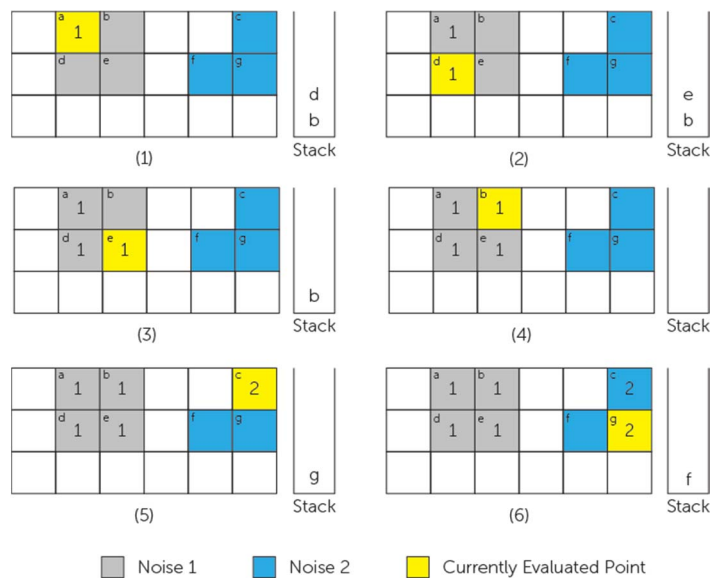 a b c
1
d e f g
d
b
Stack
(1)
a b c
1
d e f g
1
e
b
Stack
(2)
a b c
1
d e f g
1 1
b
Stack
(3)
a b c
1 1
d e f g
1 1
Stack
(4)
a b c
1 1 2
d e f g
1 1
g
Stack
(5)
a b c
1 1 2
d e f g
1 1 2
f
Stack
(6)
Noise 1 Noise 2 Currently Evaluated Point